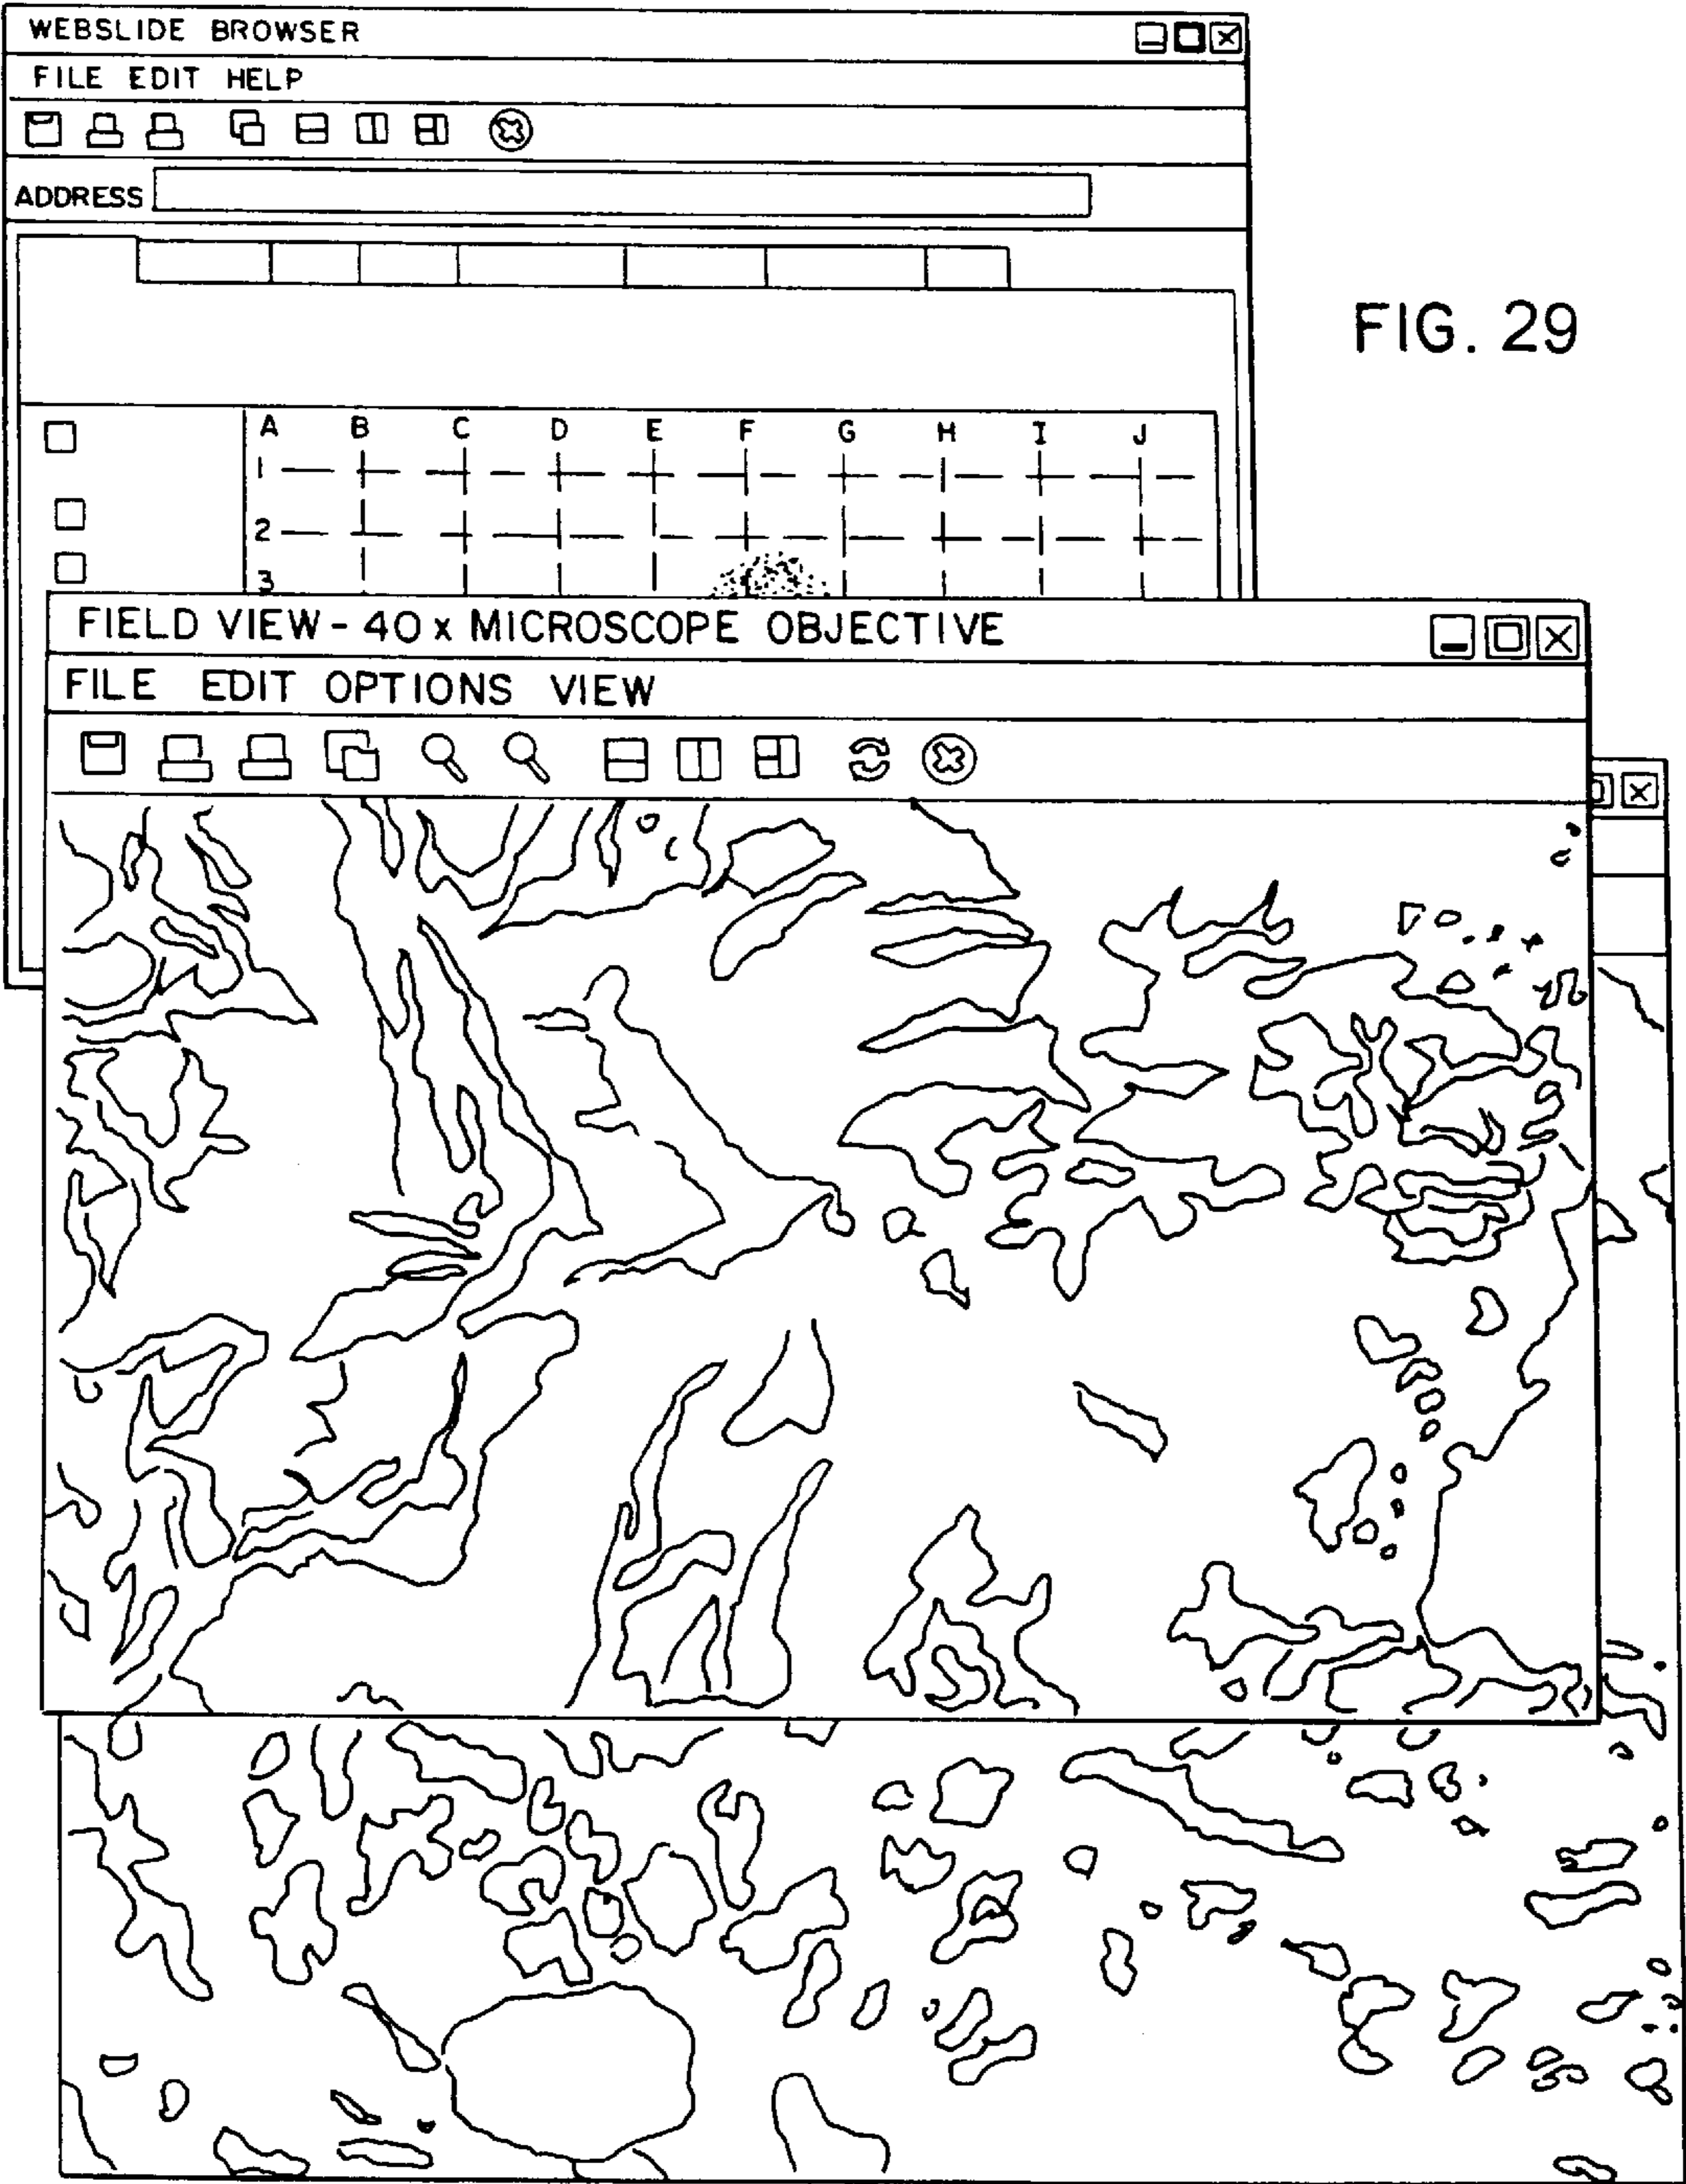 WEBSLIDE BROWSER
FILE EDIT HELP
ADDRESS
FIG. 29
A B C D E F G H I J
1
2
3
FIELD VIEW - 40 x MICROSCOPE OBJECTIVE
FILE EDIT OPTIONS VIEW